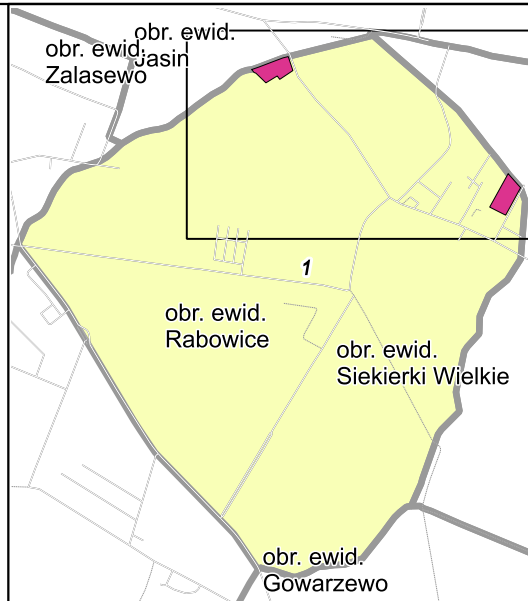 obr. ewid.
Jasin
obr. ewid.
Zalasewo
1
obr. ewid.
Rabowice
obr. ewid.
Siekierki Wielkie
obr. ewid.
Gowarzewo